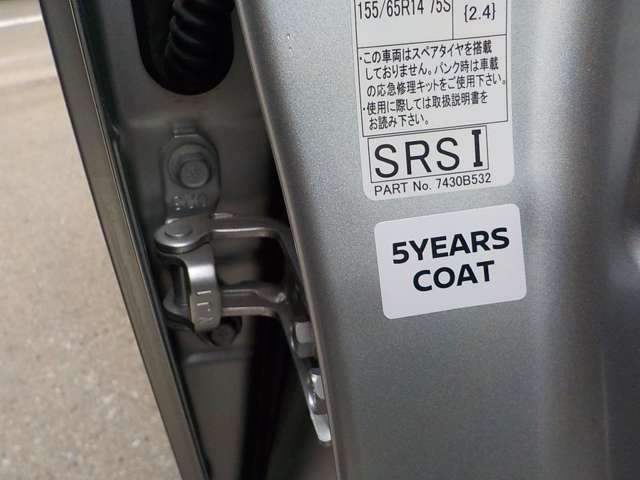 155/65R14 75S
{2.4}
・この車両はスペアタイヤを搭載
しておりません。パンク時は車載
の応急修理キットをご使用下さい。
・使用に際しては取扱説明書を
お読み下さい。
SRS I
PART No. 7430B532
5YEARS
COAT